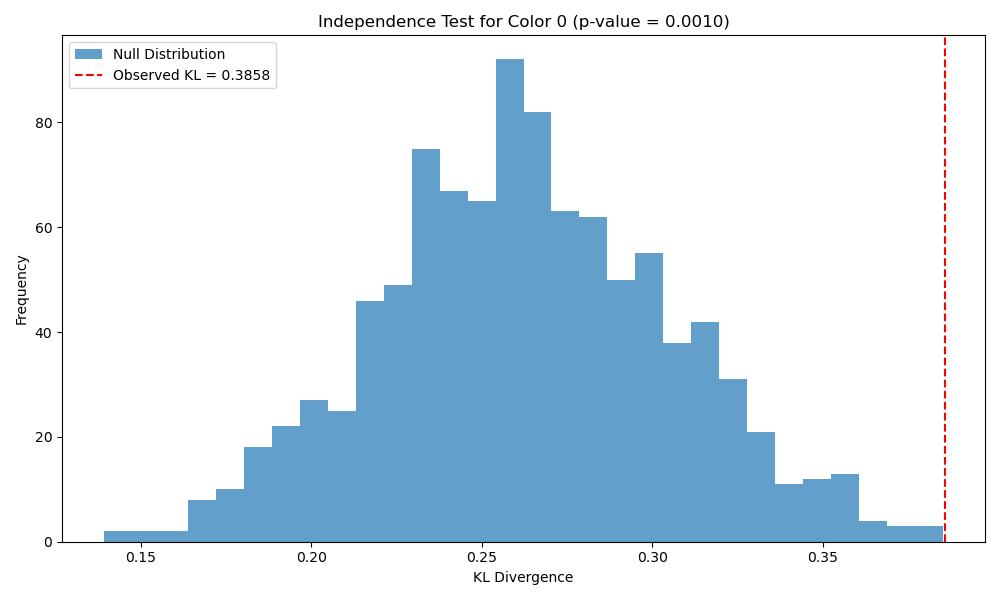 Independence Test for Color 0 (p-value = 0.0010)
Null Distribution
Observed KL = 0.3858
Frequency
80
60
40
20
0
0.15 0.20 0.25 0.30 0.35
KL Divergence